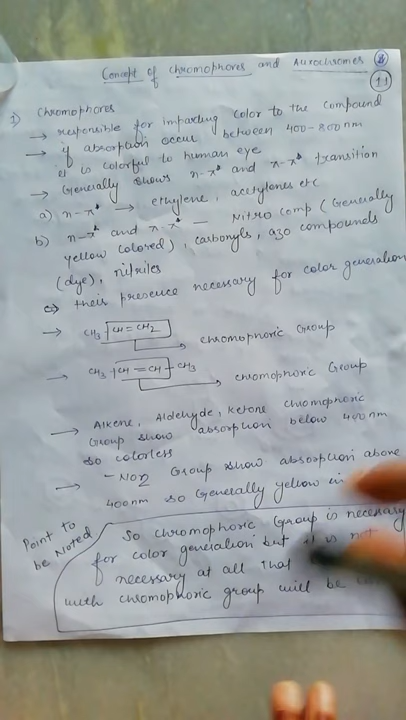 Concept of Chromophores and Auxochromes 8
11
1) Chromophores
→ responsible for imparting color to the compound
→ if absorption occur between 400-800nm
it is colorful to human eye
→ Generally shows n-π* and π-π* transition
a) π-π* → ethylene, acetylenes etc
b) n-π* and π-π* – Nitro comp (Generally
yellow colored), carbonyls, azo compounds
(dye), nitriles
c) their presence necessary for color generation
→ CH3 CH=CH2
chromophoric Group
→ CH3 CH=CH-CH3
chromophoric Group
→ Alkene, Aldehyde, Ketone chromophoric
Group show absorption below 400nm
so colorless
→ -NO2 Group show absorption above
400nm so Generally yellow in
Point to
be Noted
So chromophoric Group is necessary
for color generation but it is not
necessary at all that
with chromophoric group will be